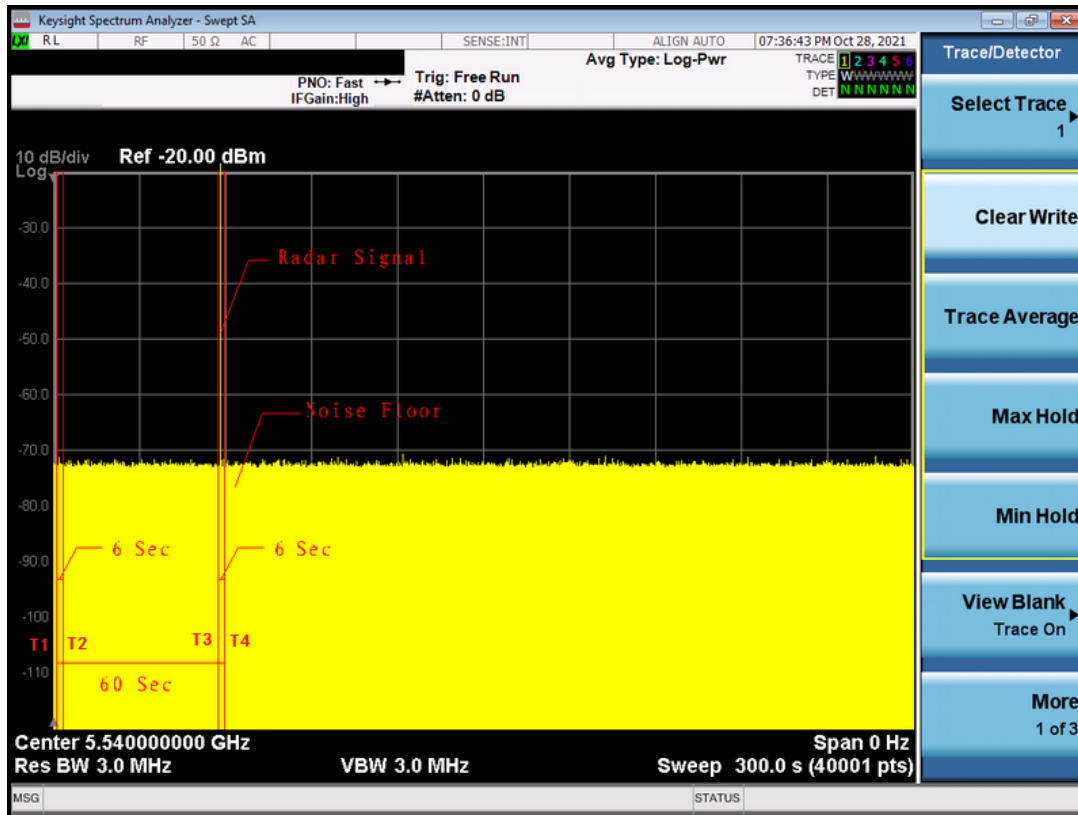 Keysight Spectrum Analyzer - Swept SA
LXI RL RF 50 Ω AC SENSE:INT ALIGN AUTO 07:36:43 PM Oct 28, 2021
Avg Type: Log-Pwr
TRACE 1 2 3 4 5 6
TYPE WWWWWW
DET N N N N N N
PNO: Fast
IFGain:High
Trig: Free Run
#Atten: 0 dB
10 dB/div
Log
Ref -20.00 dBm
-30.0
-40.0
-50.0
-60.0
-70.0
-80.0
-90.0
-100
-110
Radar Signal
Noise Floor
6 Sec
6 Sec
T1 T2 T3 T4
60 Sec
Center 5.540000000 GHz
Span 0 Hz
Res BW 3.0 MHz
VBW 3.0 MHz
Sweep 300.0 s (40001 pts)
MSG
STATUS
Trace/Detector
Select Trace
1
Clear Write
Trace Average
Max Hold
Min Hold
View Blank
Trace On
More
1 of 3